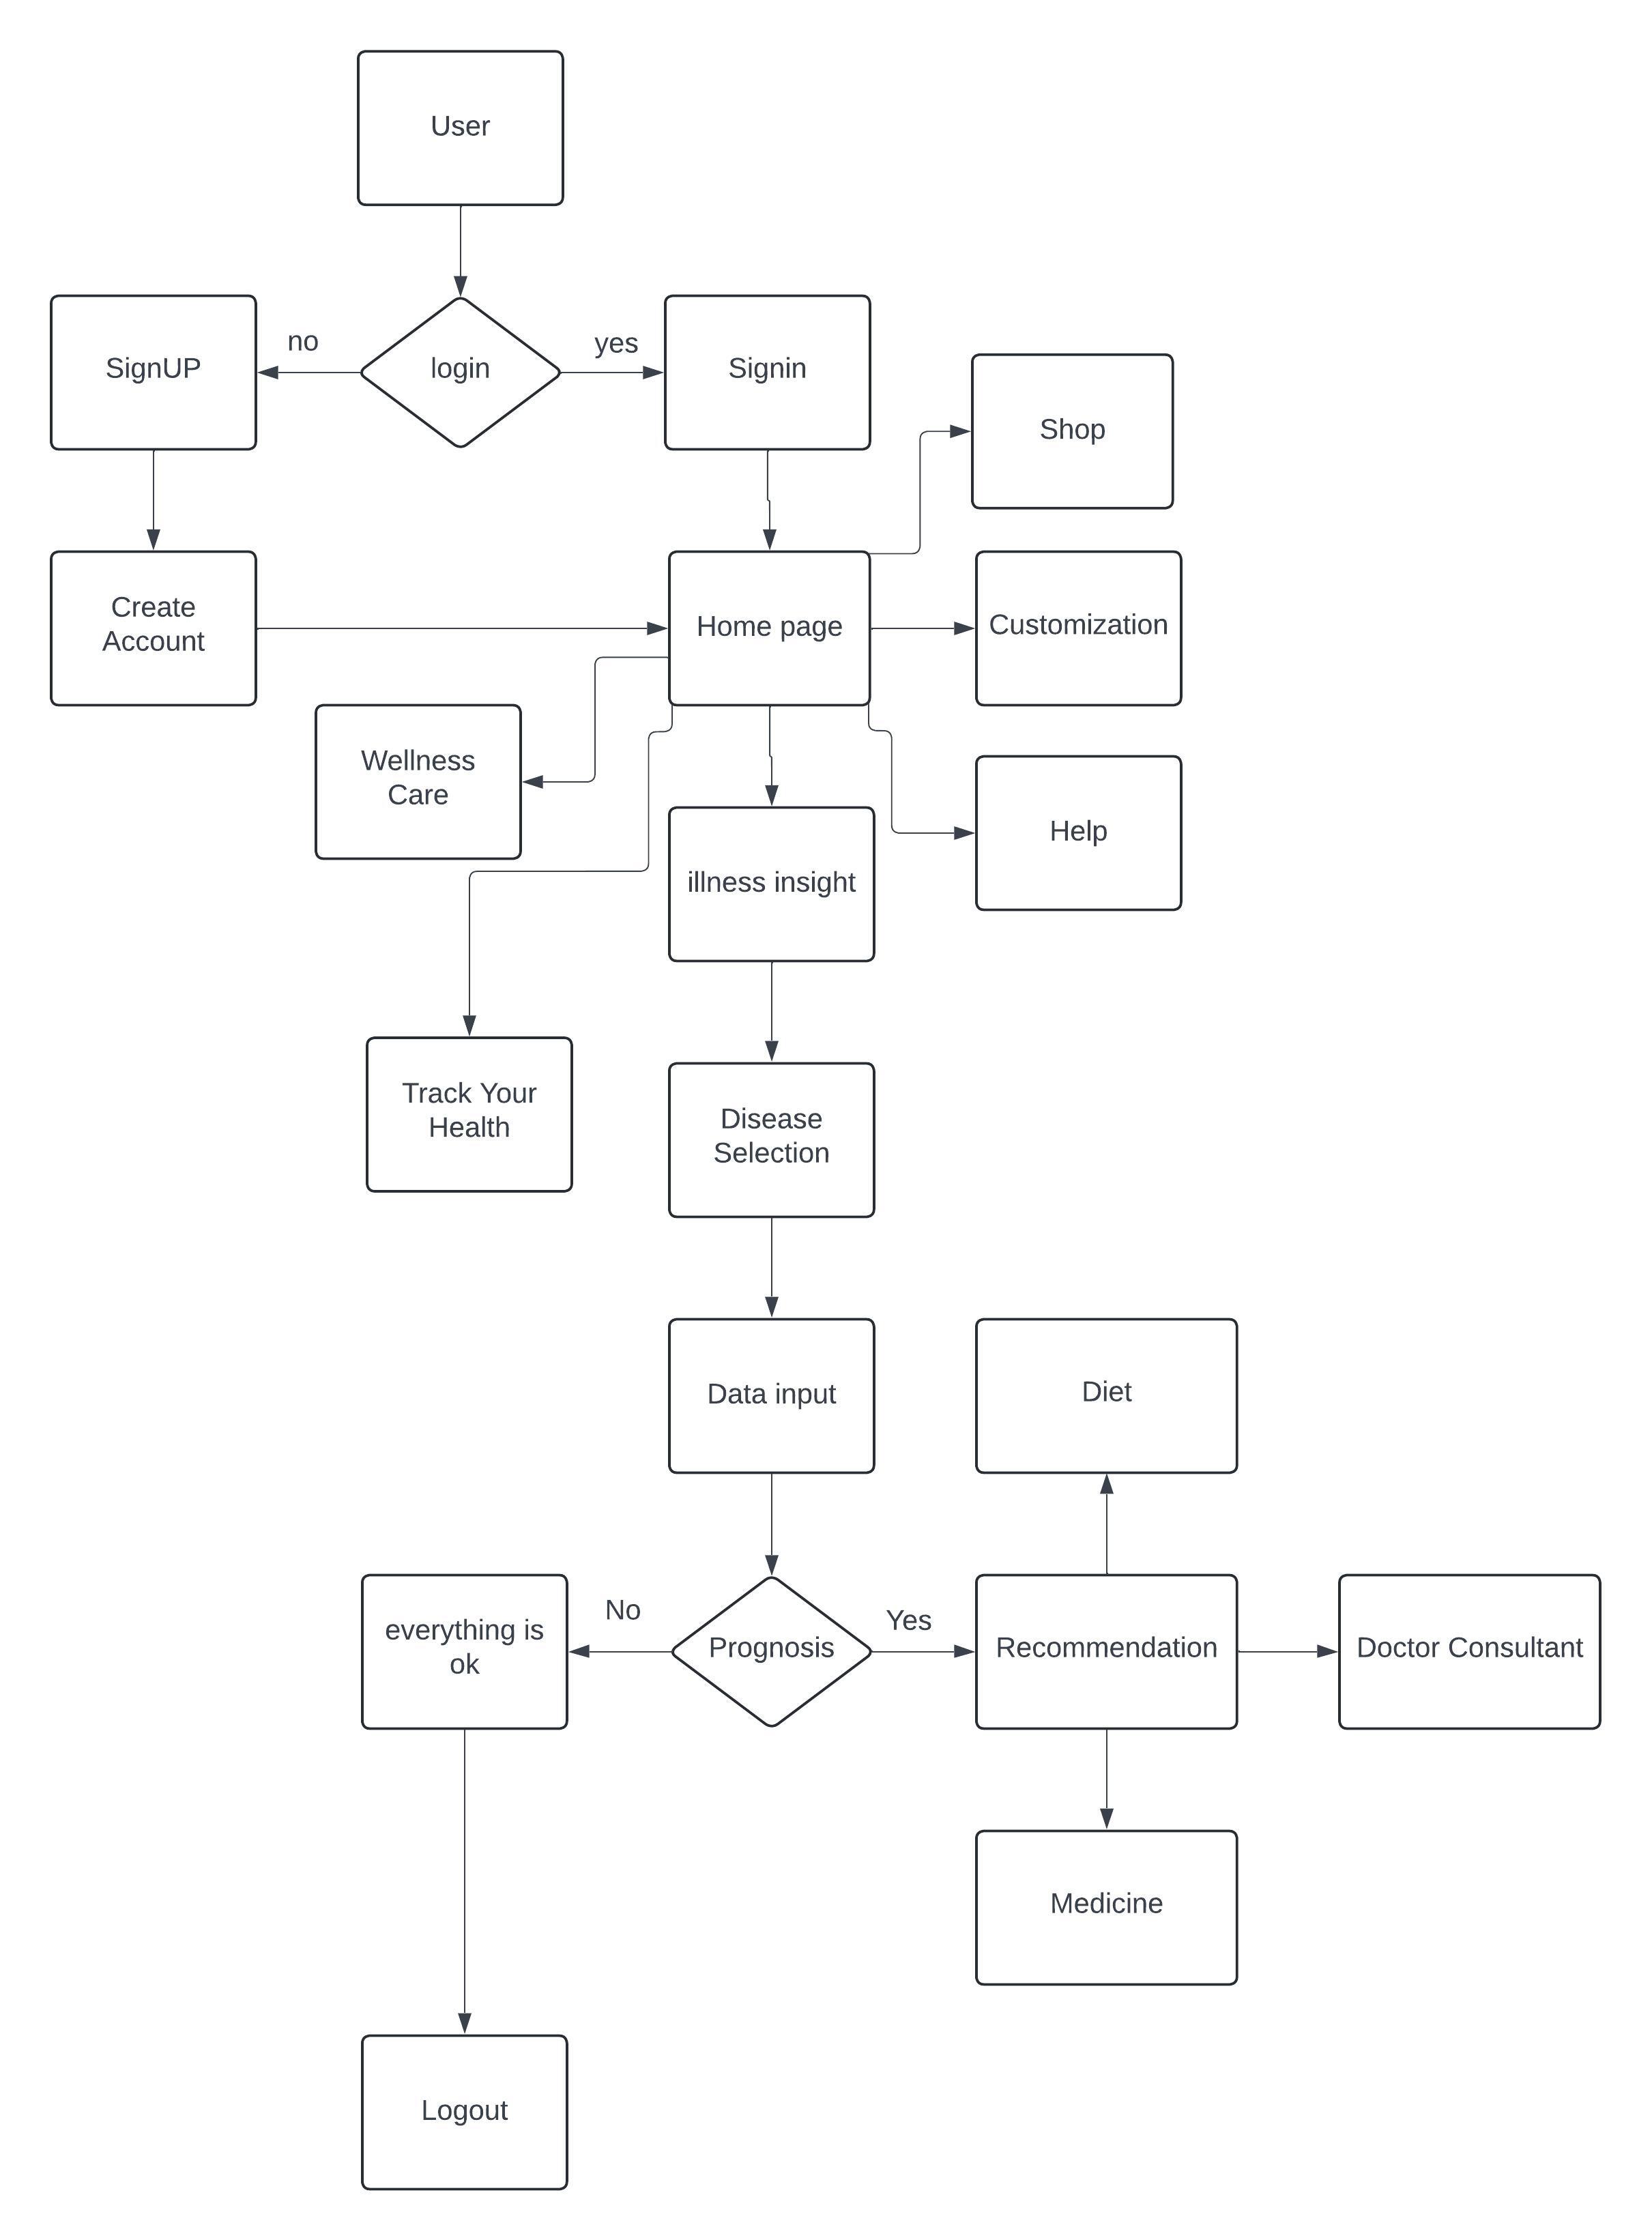 User
SignUP
no
login
yes
Signin
Shop
Create
Account
Home page
Customization
Wellness
Care
illness insight
Help
Track Your
Health
Disease
Selection
Data input
Diet
everything is
ok
No
Prognosis
Yes
Recommendation
Doctor Consultant
Medicine
Logout